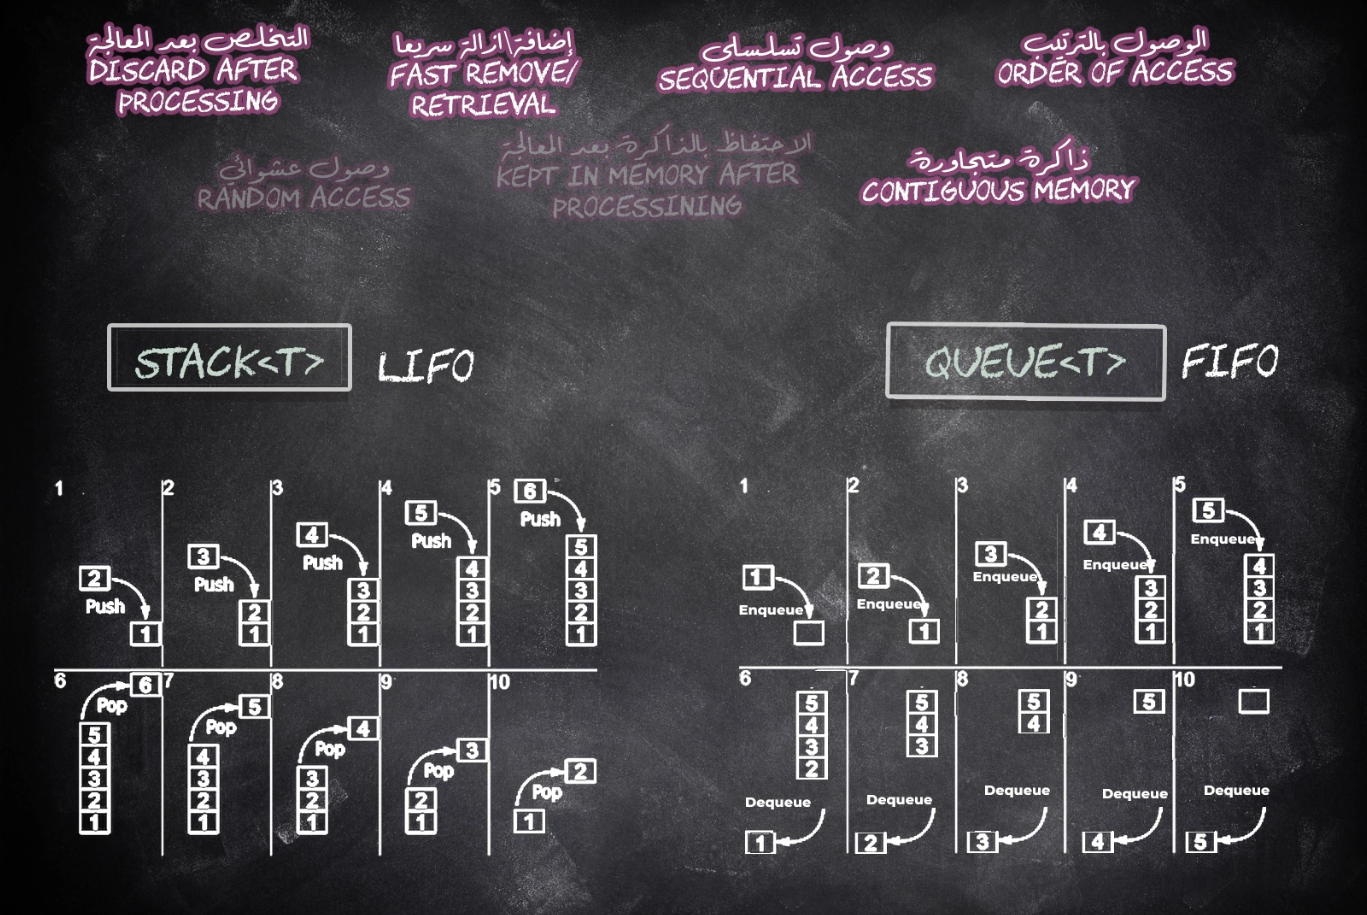 التخلص بعد المعالجة
DISCARD AFTER
PROCESSING
إضافة\ازالة سريعا
FAST REMOVE/
RETRIEVAL
وصول تسلسلي
SEQUENTIAL ACCESS
الوصول بالترتيب
ORDER OF ACCESS
وصول عشوائي
RANDOM ACCESS
الاحتفاظ بالذاكرة بعد المعالجة
KEPT IN MEMORY AFTER
PROCESSINING
ذاكرة متجاورة
CONTIGUOUS MEMORY
STACK<T> LIFO
1
2
Push
1
2
3
Push
2
1
3
4
Push
3
2
1
4
5
Push
4
3
2
1
5
6
Push
5
4
3
2
1
6
6
Pop
5
4
3
2
1
7
5
Pop
4
3
2
1
8
4
Pop
3
2
1
9
3
Pop
2
1
10
2
Pop
1
QUEUE<T> FIFO
1
1
Enqueue
2
2
Enqueue
1
3
3
Enqueue
2
1
4
4
Enqueue
3
2
1
5
5
Enqueue
4
3
2
1
6
5
4
3
2
Dequeue
1
7
5
4
3
Dequeue
2
8
5
4
Dequeue
3
9
5
Dequeue
4
10
Dequeue
5